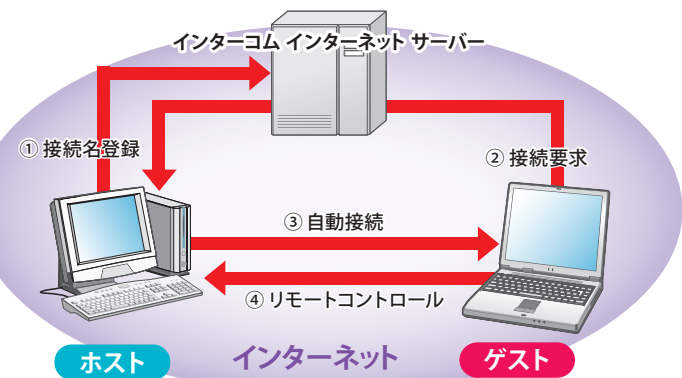 インターコム インターネット サーバー
① 接続名登録
② 接続要求
③ 自動接続
④ リモートコントロール
ホスト
インターネット
ゲスト